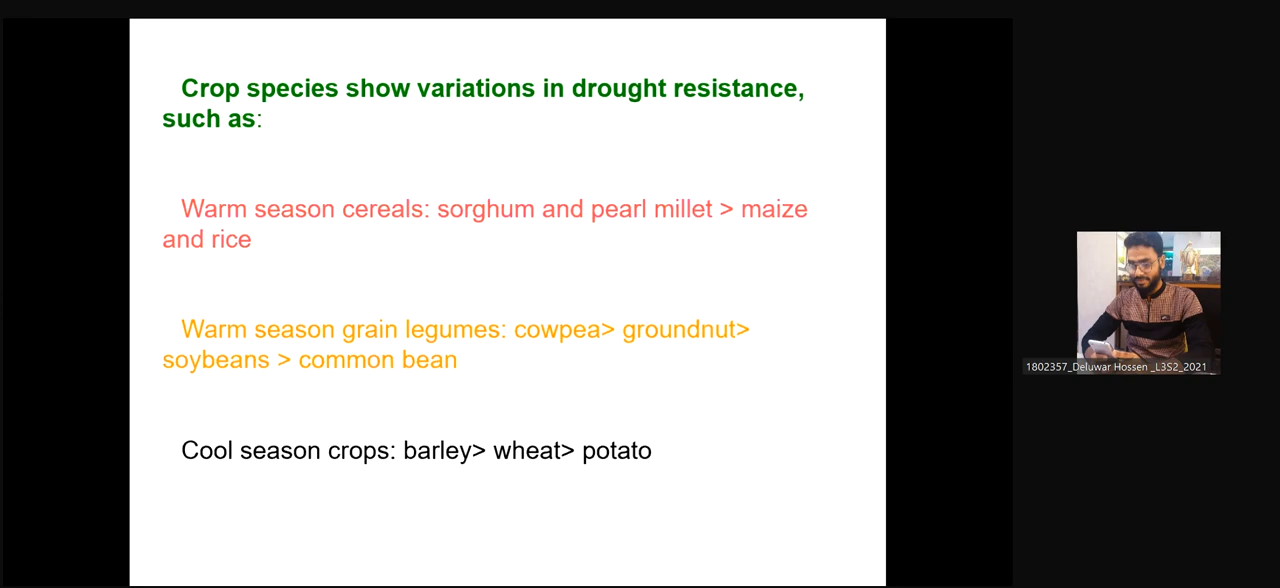 Crop species show variations in drought resistance,
such as:
Warm season cereals: sorghum and pearl millet > maize
and rice
Warm season grain legumes: cowpea> groundnut>
soybeans > common bean
Cool season crops: barley> wheat> potato
1802357_Deluwar Hossen _L3S2_2021